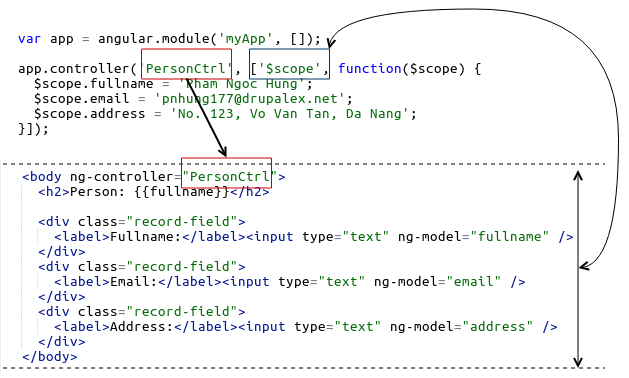 var app = angular.module('myApp', []);
app.controller('PersonCtrl', ['$scope', function($scope) {
$scope.fullname = 'Pham Ngoc Hung';
$scope.email = 'pnhung177@drupalex.net';
$scope.address = 'No. 123, Vo Van Tan, Da Nang';
}]);
<body ng-controller="PersonCtrl">
<h2>Person: {{fullname}}</h2>
<div class="record-field">
<label>Fullname:</label><input type="text" ng-model="fullname" />
</div>
<div class="record-field">
<label>Email:</label><input type="text" ng-model="email" />
</div>
<div class="record-field">
<label>Address:</label><input type="text" ng-model="address" />
</div>
</body>